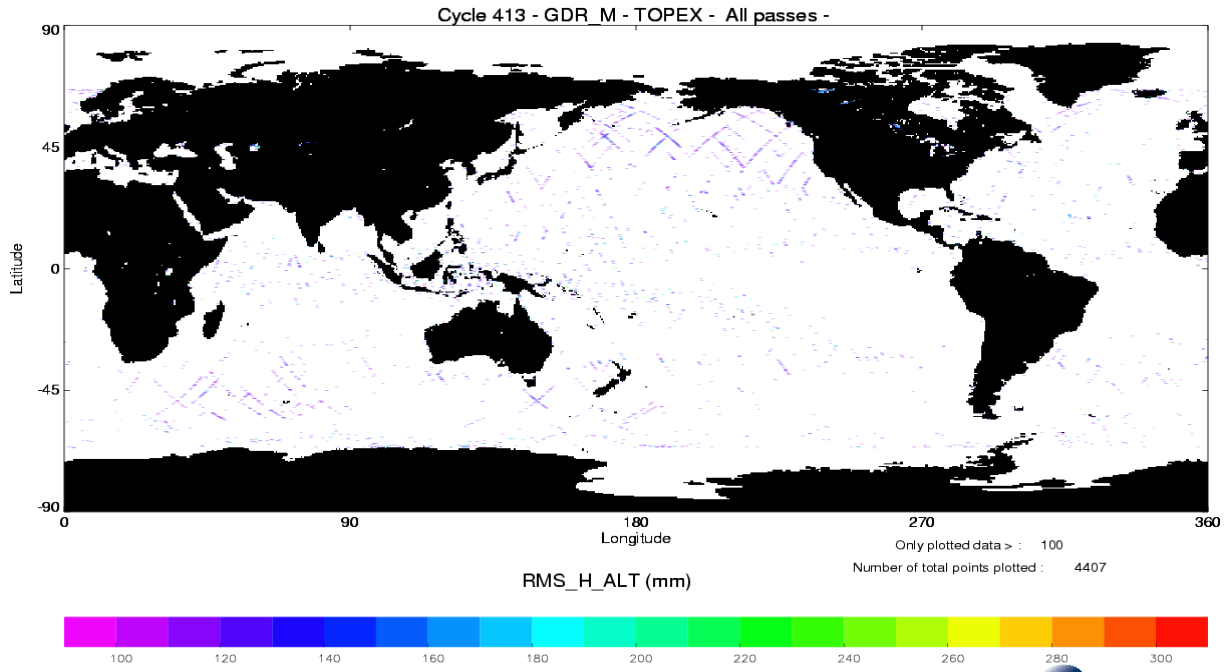 Cycle 413 - GDR_M - TOPEX - All passes -
90
45
0
-45
-90
Latitude
0 90 180 270 360
Longitude
Only plotted data > : 100
Number of total points plotted : 4407
RMS_H_ALT (mm)
100 120 140 160 180 200 220 240 260 280 300